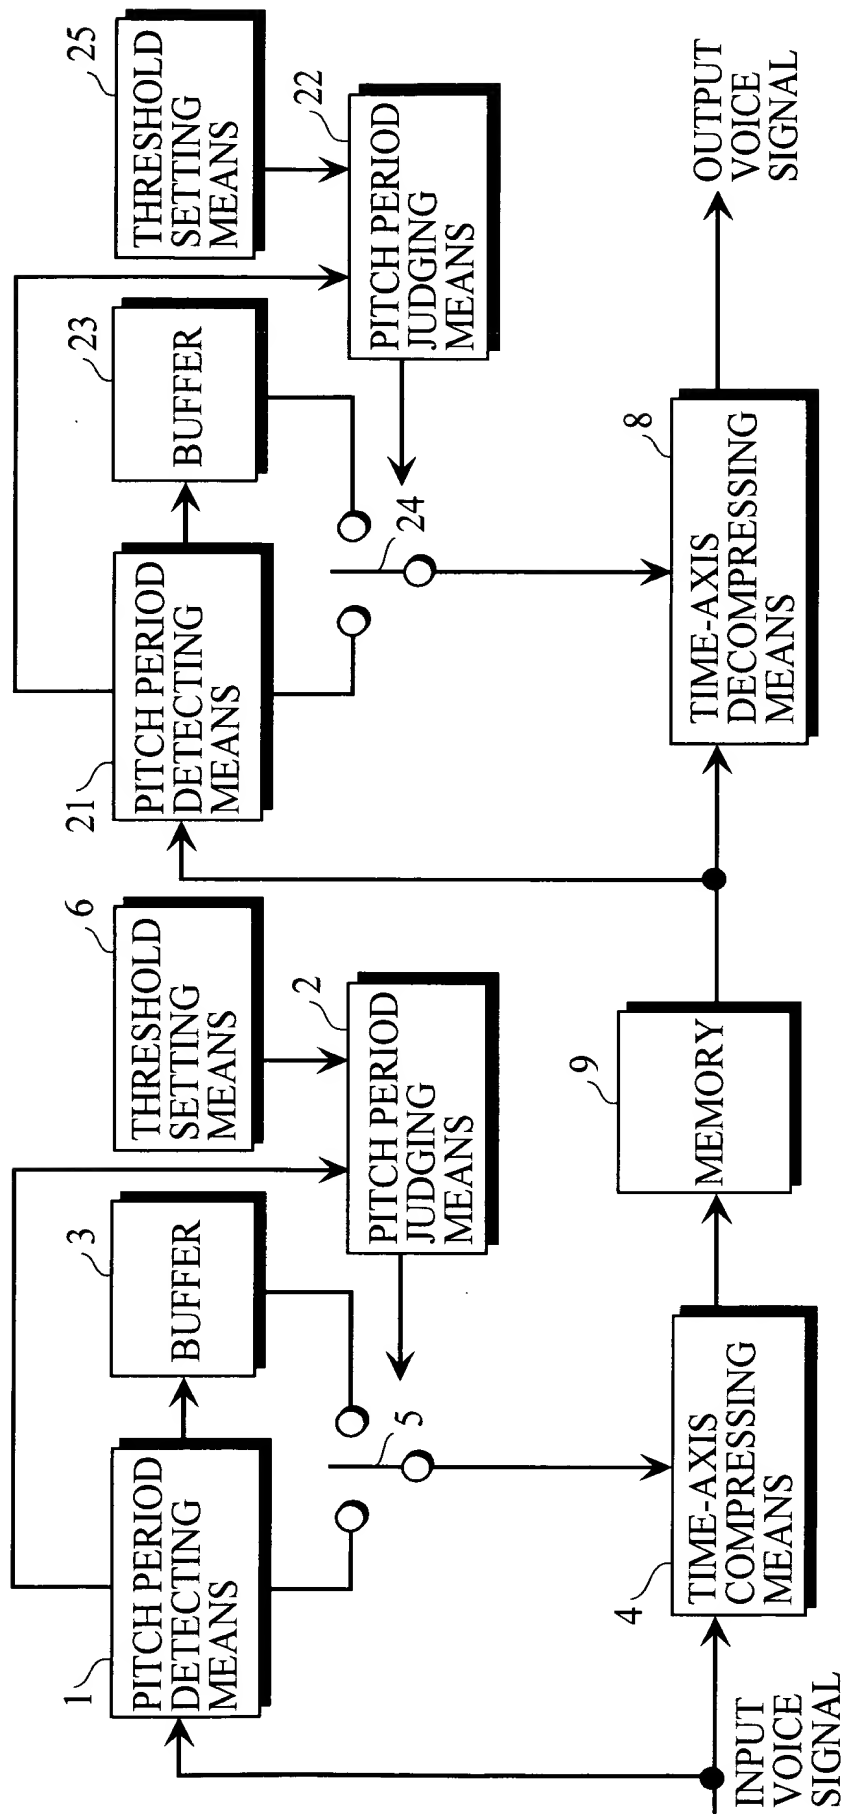 1
PITCH PERIOD
DETECTING
MEANS
3
BUFFER
6
THRESHOLD
SETTING
MEANS
2
PITCH PERIOD
JUDGING
MEANS
5
4
TIME-AXIS
COMPRESSING
MEANS
INPUT
VOICE
SIGNAL
9
MEMORY
21
PITCH PERIOD
DETECTING
MEANS
23
BUFFER
25
THRESHOLD
SETTING
MEANS
22
PITCH PERIOD
JUDGING
MEANS
24
8
TIME-AXIS
DECOMPRESSING
MEANS
OUTPUT
VOICE
SIGNAL